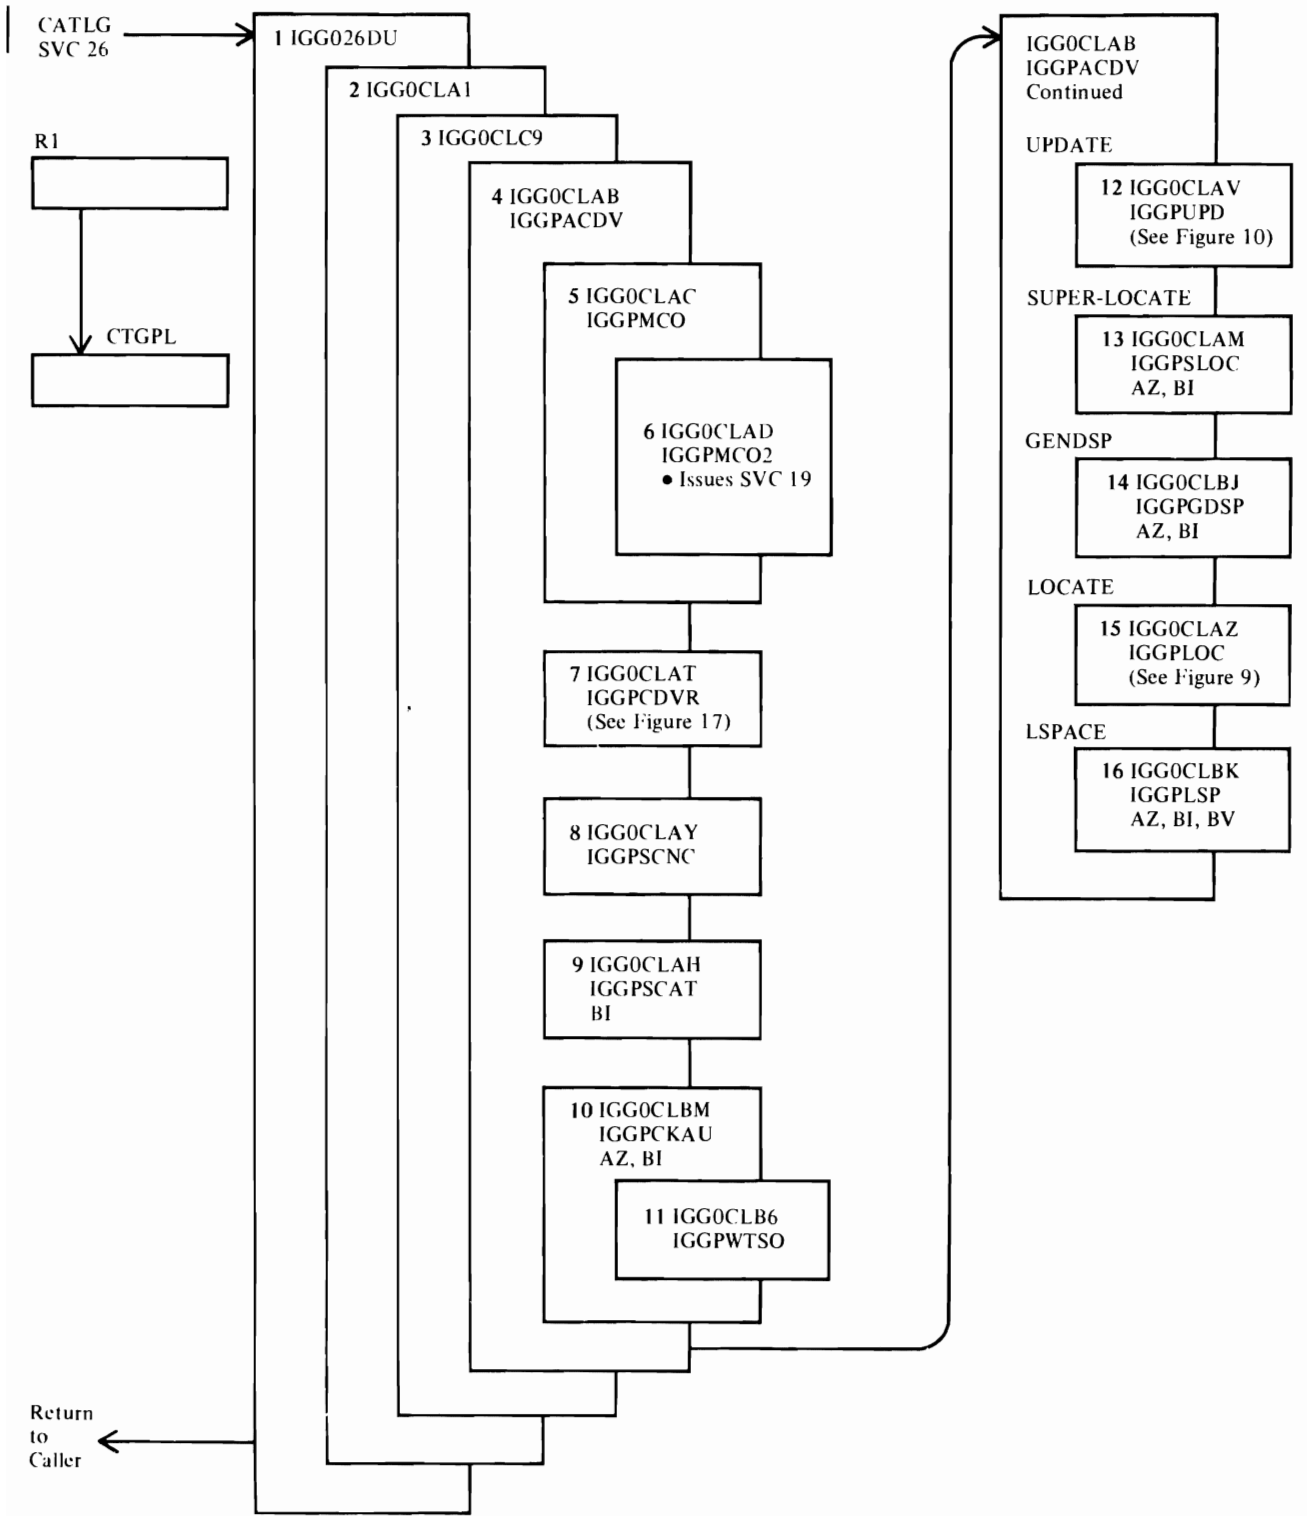 CATLG
SVC 26
R1
CTGPL
1 IGG026DU
2 IGG0CLA1
3 IGG0CLC9
4 IGG0CLAB
IGGPACDV
5 IGG0CLAC
IGGPMCO
6 IGG0CLAD
IGGPMCO2
● Issues SVC 19
7 IGG0CLAT
IGGPCDVR
(See Figure 17)
8 IGG0CLAY
IGGPSCNC
9 IGG0CLAH
IGGPSCAT
BI
10 IGG0CLBM
IGGPCKAU
AZ, BI
11 IGG0CLB6
IGGPWTSO
Return
to
Caller
IGG0CLAB
IGGPACDV
Continued
UPDATE
12 IGG0CLAV
IGGPUPD
(See Figure 10)
SUPER-LOCATE
13 IGG0CLAM
IGGPSLOC
AZ, BI
GENDSP
14 IGG0CLBJ
IGGPGDSP
AZ, BI
LOCATE
15 IGG0CLAZ
IGGPLOC
(See Figure 9)
LSPACE
16 IGG0CLBK
IGGPLSP
AZ, BI, BV